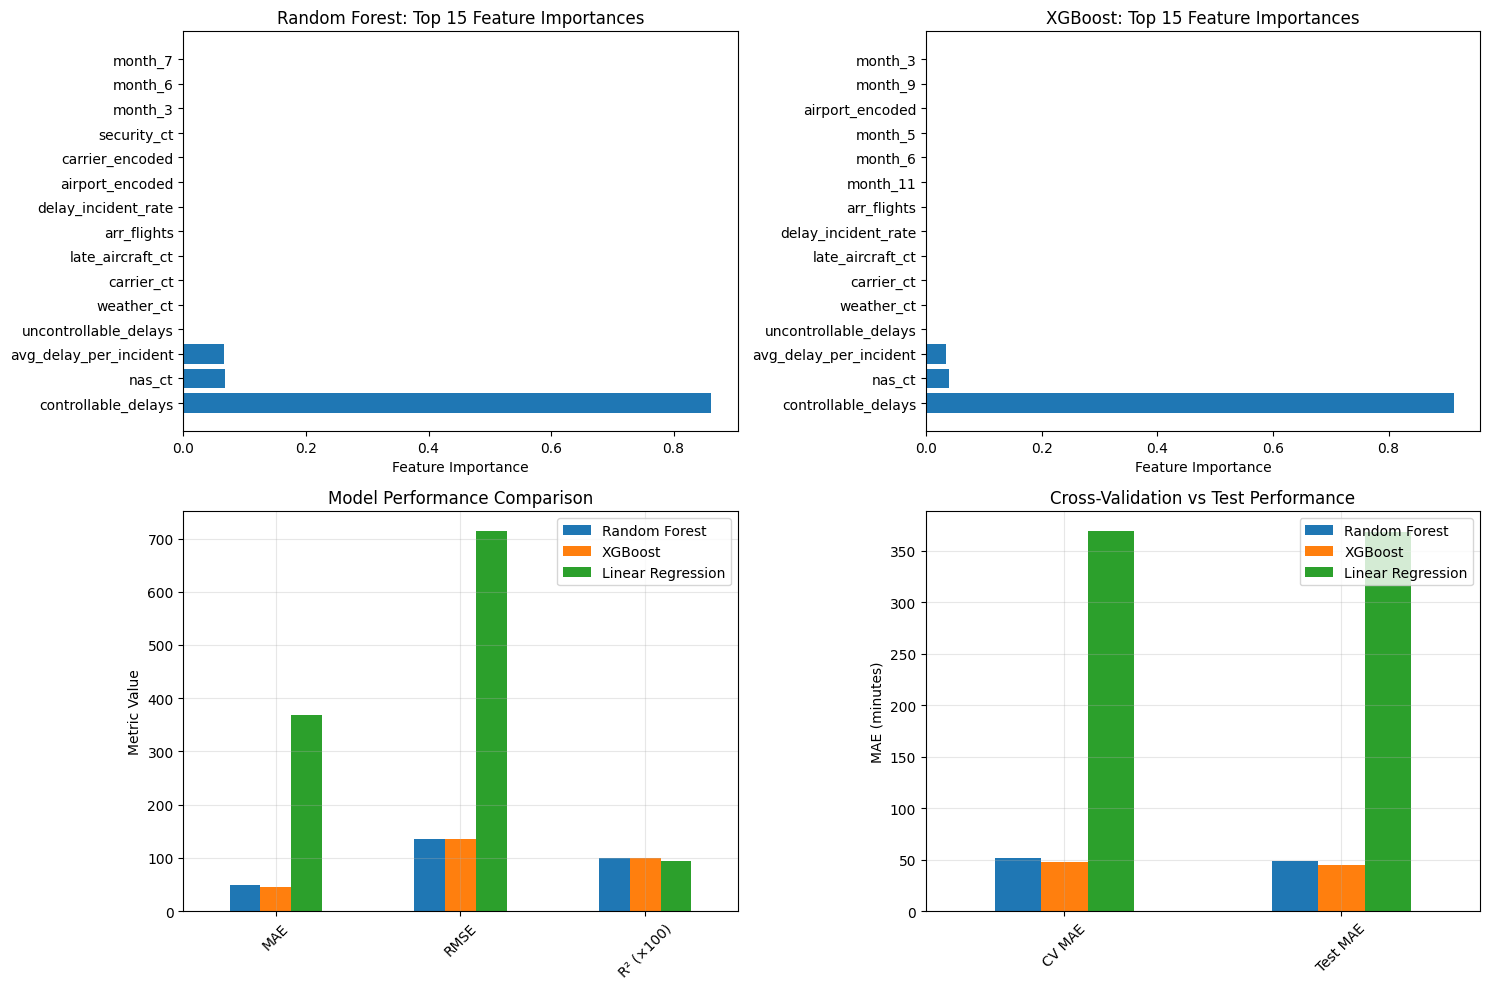 Random Forest: Top 15 Feature Importances
month_7
month_6
month_3
security_ct
carrier_encoded
airport_encoded
delay_incident_rate
arr_flights
late_aircraft_ct
carrier_ct
weather_ct
uncontrollable_delays
avg_delay_per_incident
nas_ct
controllable_delays
0.0 0.2 0.4 0.6 0.8
Feature Importance
XGBoost: Top 15 Feature Importances
month_3
month_9
airport_encoded
month_5
month_6
month_11
arr_flights
delay_incident_rate
late_aircraft_ct
carrier_ct
weather_ct
uncontrollable_delays
avg_delay_per_incident
nas_ct
controllable_delays
0.0 0.2 0.4 0.6 0.8
Feature Importance
Model Performance Comparison
Random Forest
XGBoost
Linear Regression
Metric Value
700
600
500
400
300
200
100
0
MAE
RMSE
R² (×100)
Cross-Validation vs Test Performance
Random Forest
XGBoost
Linear Regression
MAE (minutes)
350
300
250
200
150
100
50
0
CV MAE
Test MAE